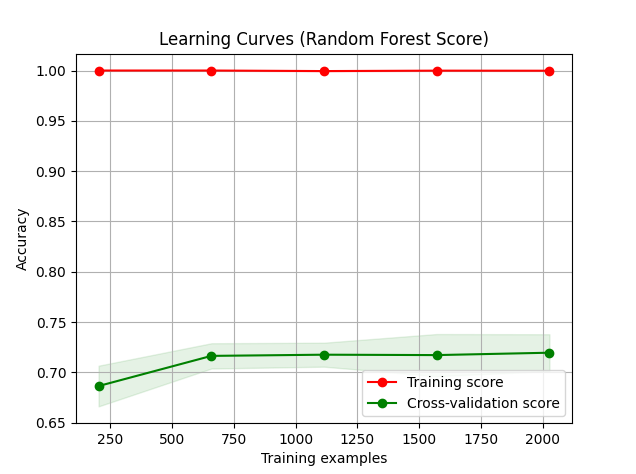 Learning Curves (Random Forest Score)
1.00
0.95
0.90
0.85
0.80
0.75
0.70
0.65
Accuracy
Training score
Cross-validation score
250 500 750 1000 1250 1500 1750 2000
Training examples